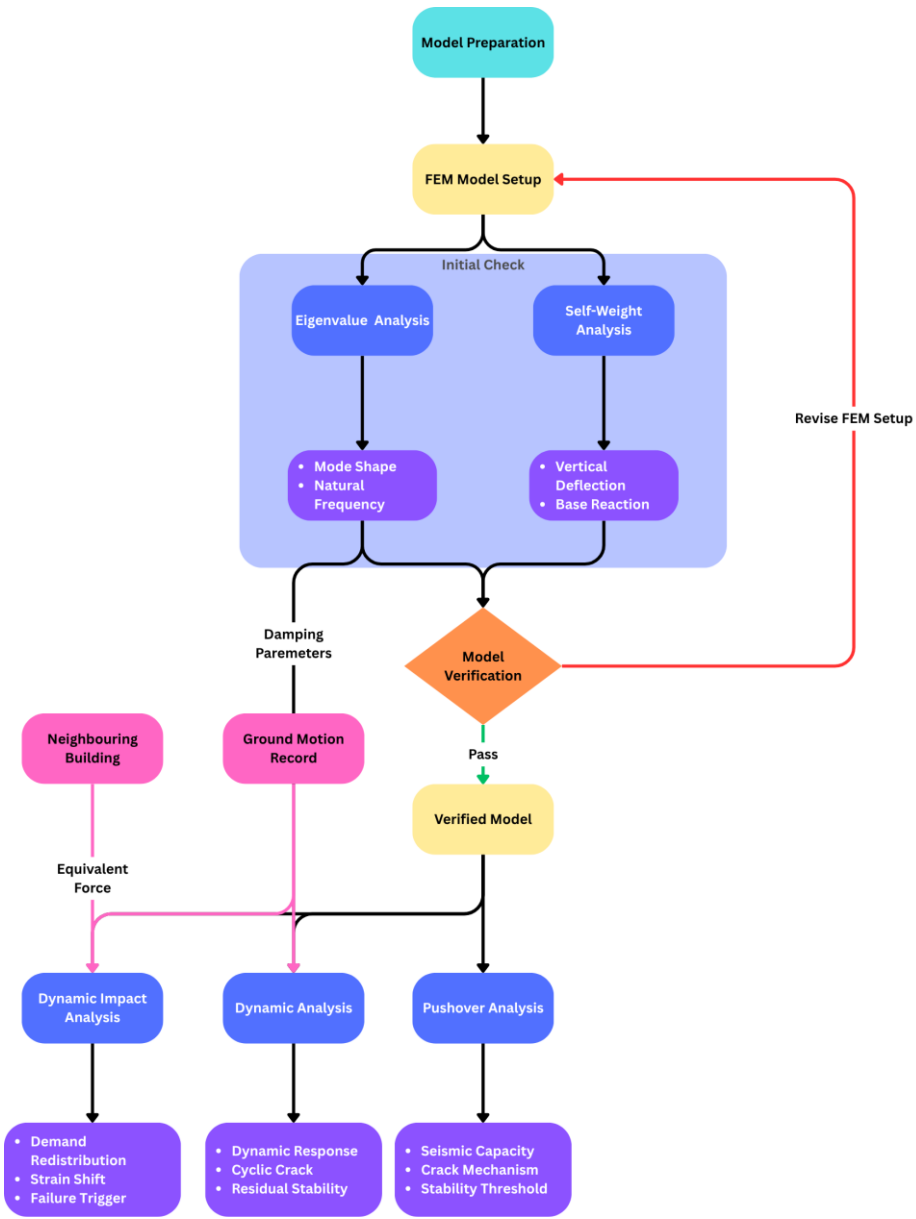 Model Preparation
FEM Model Setup
Initial Check
Eigenvalue Analysis
Self-Weight
Analysis
Revise FEM Setup
• Mode Shape
• Natural
Frequency
• Vertical
Deflection
• Base Reaction
Damping
Paremeters
Model
Verification
Neighbouring
Building
Ground Motion
Record
Pass
Verified Model
Equivalent
Force
Dynamic Impact
Analysis
Dynamic Analysis
Pushover Analysis
• Demand
Redistribution
• Strain Shift
• Failure Trigger
• Dynamic Response
• Cyclic Crack
• Residual Stability
• Seismic Capacity
• Crack Mechanism
• Stability Threshold